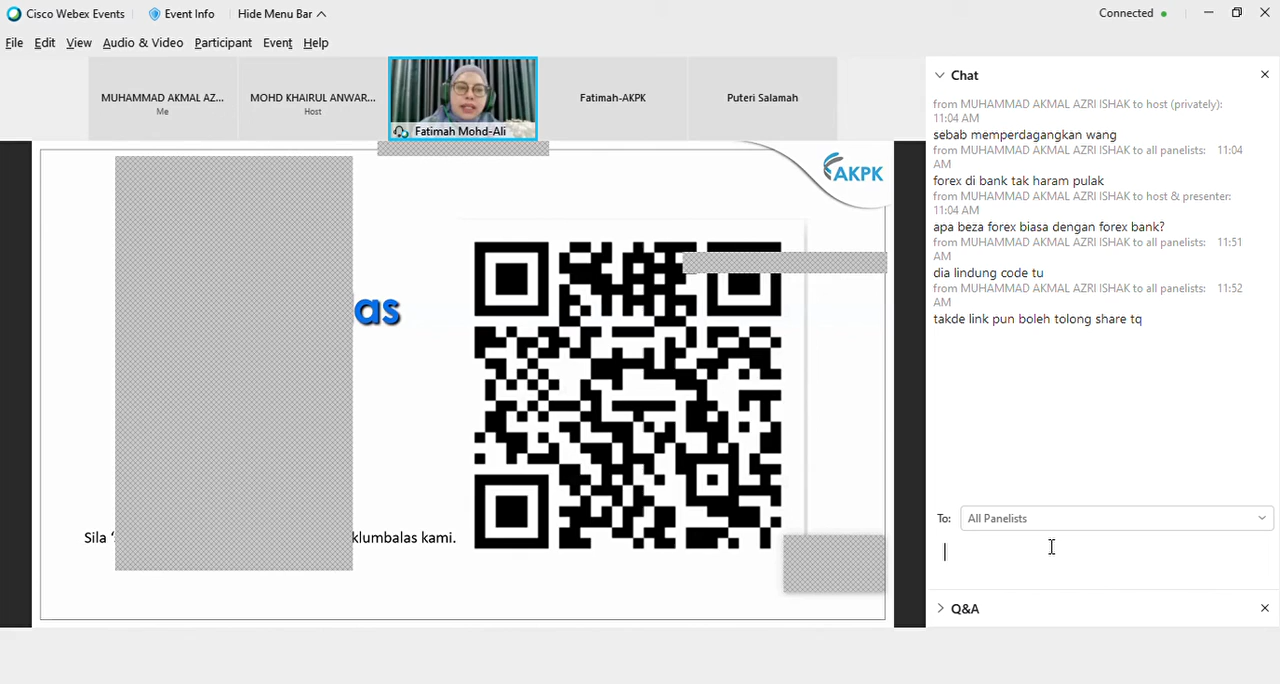 Cisco Webex Events
Event Info
Hide Menu Bar
Connected
File Edit View Audio & Video Participant Event Help
MUHAMMAD AKMAL AZ...
Me
MOHD KHAIRUL ANWAR...
Host
Fatimah Mohd-Ali
Fatimah-AKPK
Puteri Salamah
AKPK
as
Sila ‘
klumbalas kami.
Chat
from MUHAMMAD AKMAL AZRI ISHAK to host (privately):
11:04 AM
sebab memperdagangkan wang
from MUHAMMAD AKMAL AZRI ISHAK to all panelists: 11:04
AM
forex di bank tak haram pulak
from MUHAMMAD AKMAL AZRI ISHAK to host & presenter:
11:04 AM
apa beza forex biasa dengan forex bank?
from MUHAMMAD AKMAL AZRI ISHAK to all panelists: 11:51
AM
dia lindung code tu
from MUHAMMAD AKMAL AZRI ISHAK to all panelists: 11:52
AM
takde link pun boleh tolong share tq
To: All Panelists
Q&A